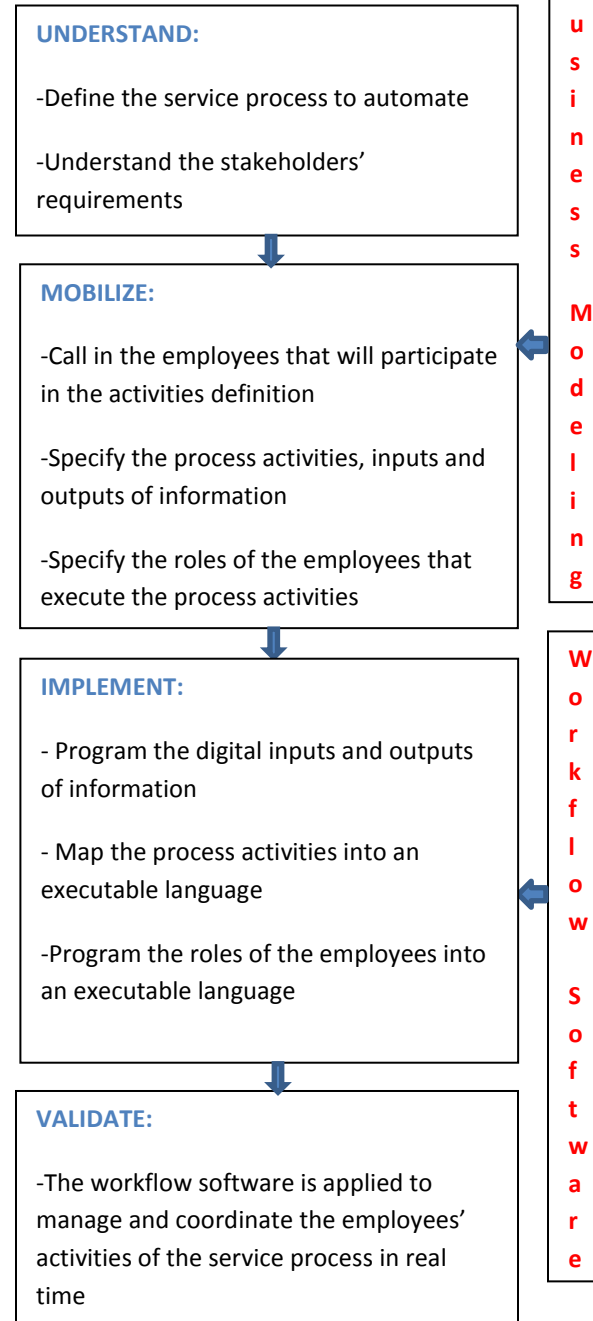 UNDERSTAND:
-Define the service process to automate
-Understand the stakeholders’
requirements
MOBILIZE:
-Call in the employees that will participate
in the activities definition
-Specify the process activities, inputs and
outputs of information
-Specify the roles of the employees that
execute the process activities
IMPLEMENT:
- Program the digital inputs and outputs
of information
- Map the process activities into an
executable language
-Program the roles of the employees into
an executable language
VALIDATE:
-The workflow software is applied to
manage and coordinate the employees’
activities of the service process in real
time
u
s
i
n
e
s
s
M
o
d
e
l
i
n
g
W
o
r
k
f
l
o
w
S
o
f
t
w
a
r
e